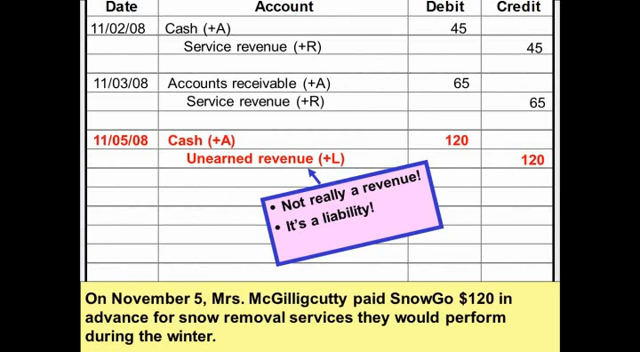 Date Account Debit Credit
11/02/08 Cash (+A) 45
Service revenue (+R) 45
11/03/08 Accounts receivable (+A) 65
Service revenue (+R) 65
11/05/08 Cash (+A) 120
Unearned revenue (+L) 120
• Not really a revenue!
• It's a liability!
On November 5, Mrs. McGilligcutty paid SnowGo $120 in
advance for snow removal services they would perform
during the winter.